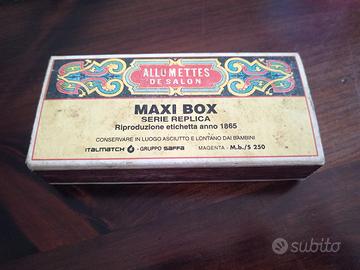 ALLUMETTES
DE SALON
MAXI BOX
SERIE REPLICA
Riproduzione etichetta anno 1865
CONSERVARE IN LUOGO ASCIUTTO E LONTANO DAI BAMBINI
ITALMATCH - GRUPPO SAFFA MAGENTA - M.b./S 250
subito